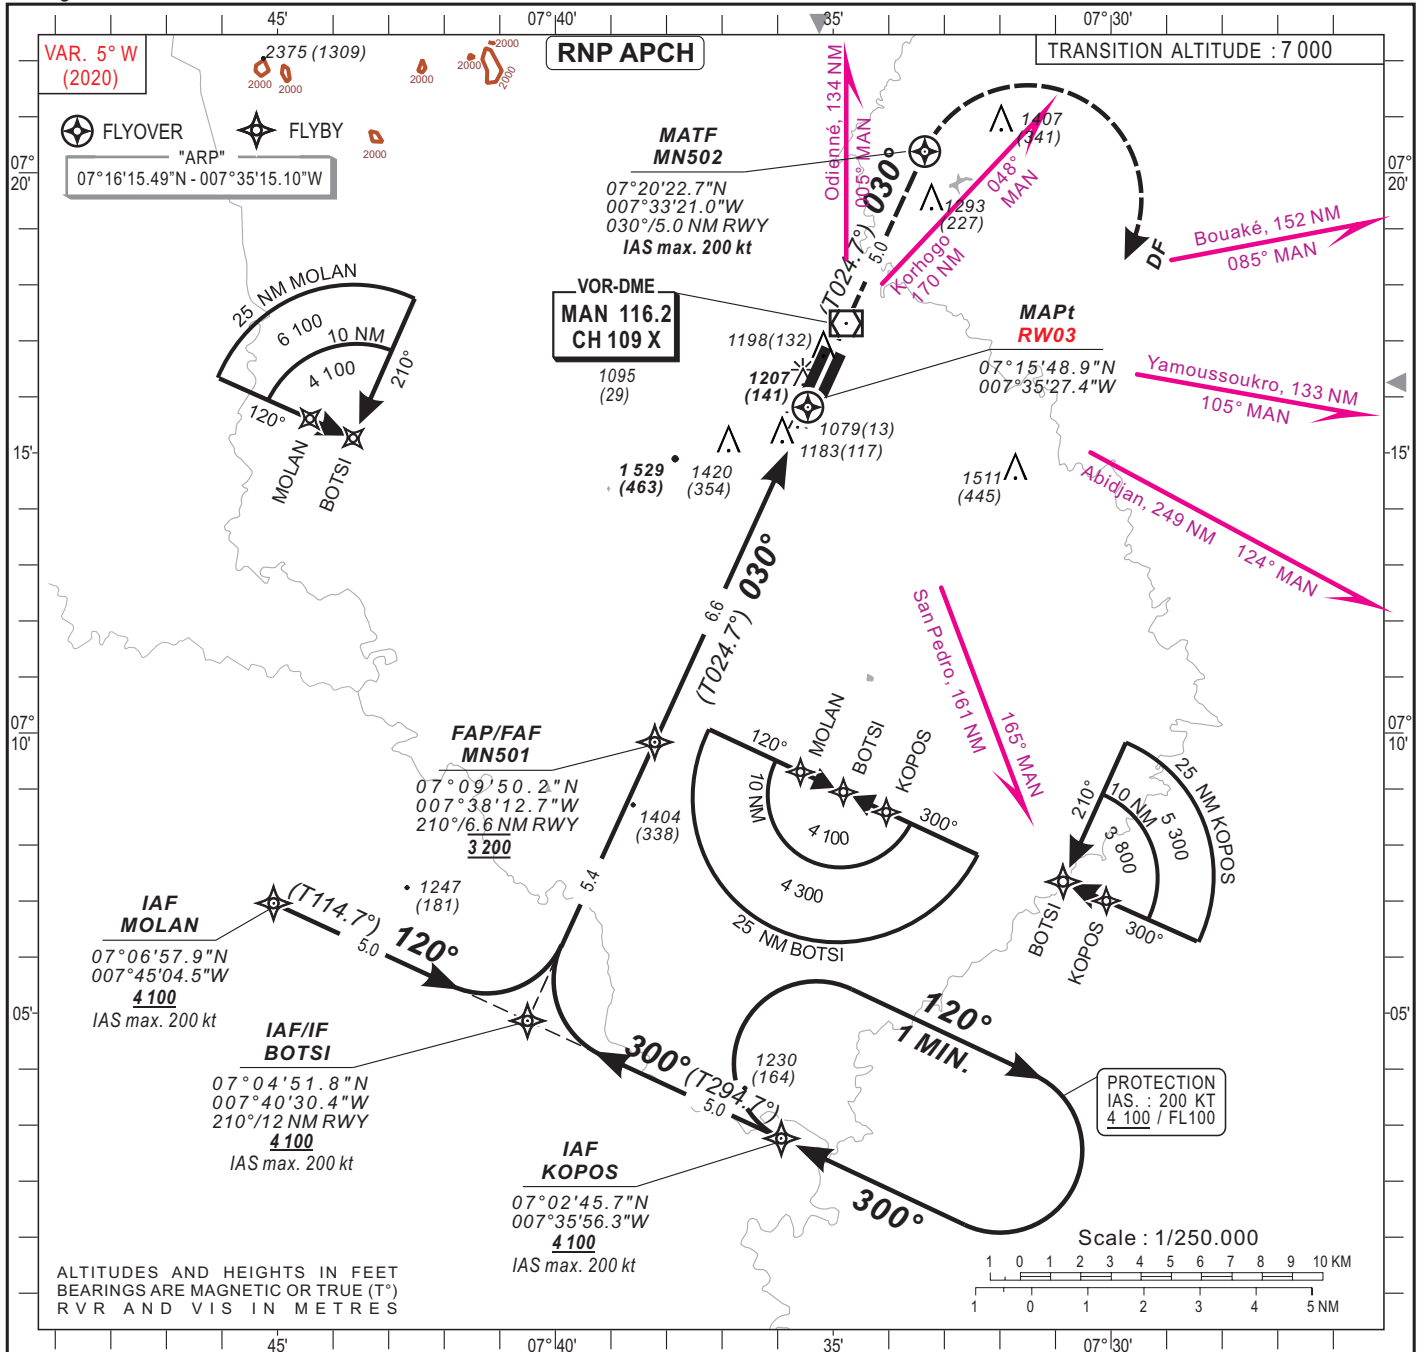 07°40'
35'
07°30'
45'
VAR. 5° W
(2020)
2375 (1309)
2000
2000
2000
2000
2000
2000
2000
RNP APCH
TRANSITION ALTITUDE : 7 000
FLYOVER
FLYBY
"ARP"
07°16'15.49"N - 007°35'15.10"W
07°
20'
07°
20'
MATF
MN502
07°20'22.7"N
007°33'21.0"W
030°/5.0 NM RWY
IAS max. 200 kt
Odienné, 134 NM
005° MAN
(T024.7°) 030°
5.0
1407
(341)
048°
MAN
1293
(227)
Korhogo
170 NM
DF
Bouaké, 152 NM
085° MAN
25 NM MOLAN
6 100
10 NM
4 100
210°
120°
MOLAN
BOTSI
VOR-DME
MAN 116.2
CH 109 X
1095
(29)
1198(132)
1207
(141)
MAPt
RW03
07°15'48.9"N
007°35'27.4"W
1079(13)
1183(117)
Yamoussoukro, 133 NM
105° MAN
15'
15'
1 529
(463)
1420
(354)
1511
(445)
Abidjan, 249 NM
124° MAN
San Pedro, 161 NM
165° MAN
6.6
(T024.7°) 030°
07°
10'
07°
10'
FAP/FAF
MN501
07°09'50.2"N
007°38'12.7"W
210°/6.6 NM RWY
3 200
1404
(338)
120°
MOLAN
BOTSI
KOPOS
300°
10 NM
4 100
4 300
25 NM BOTSI
210°
10 NM
25 NM KOPOS
5 300
3 800
BOTSI
KOPOS
300°
5.4
1247
(181)
IAF
MOLAN
07°06'57.9"N
007°45'04.5"W
4 100
IAS max. 200 kt
(T114.7°)
5.0
120°
05'
05'
IAF/IF
BOTSI
07°04'51.8"N
007°40'30.4"W
210°/12 NM RWY
4 100
IAS max. 200 kt
300° (T294.7°)
5.0
1230
(164)
120°
1 MIN.
300°
PROTECTION
IAS. : 200 KT
4 100 / FL100
IAF
KOPOS
07°02'45.7"N
007°35'56.3"W
4 100
IAS max. 200 kt
ALTITUDES AND HEIGHTS IN FEET
BEARINGS ARE MAGNETIC OR TRUE (T°)
RVR AND VIS IN METRES
Scale : 1/250.000
1 0 1 2 3 4 5 6 7 8 9 10 KM
1 0 1 2 3 4 5 NM
45'
07°40'
35'
07°30'